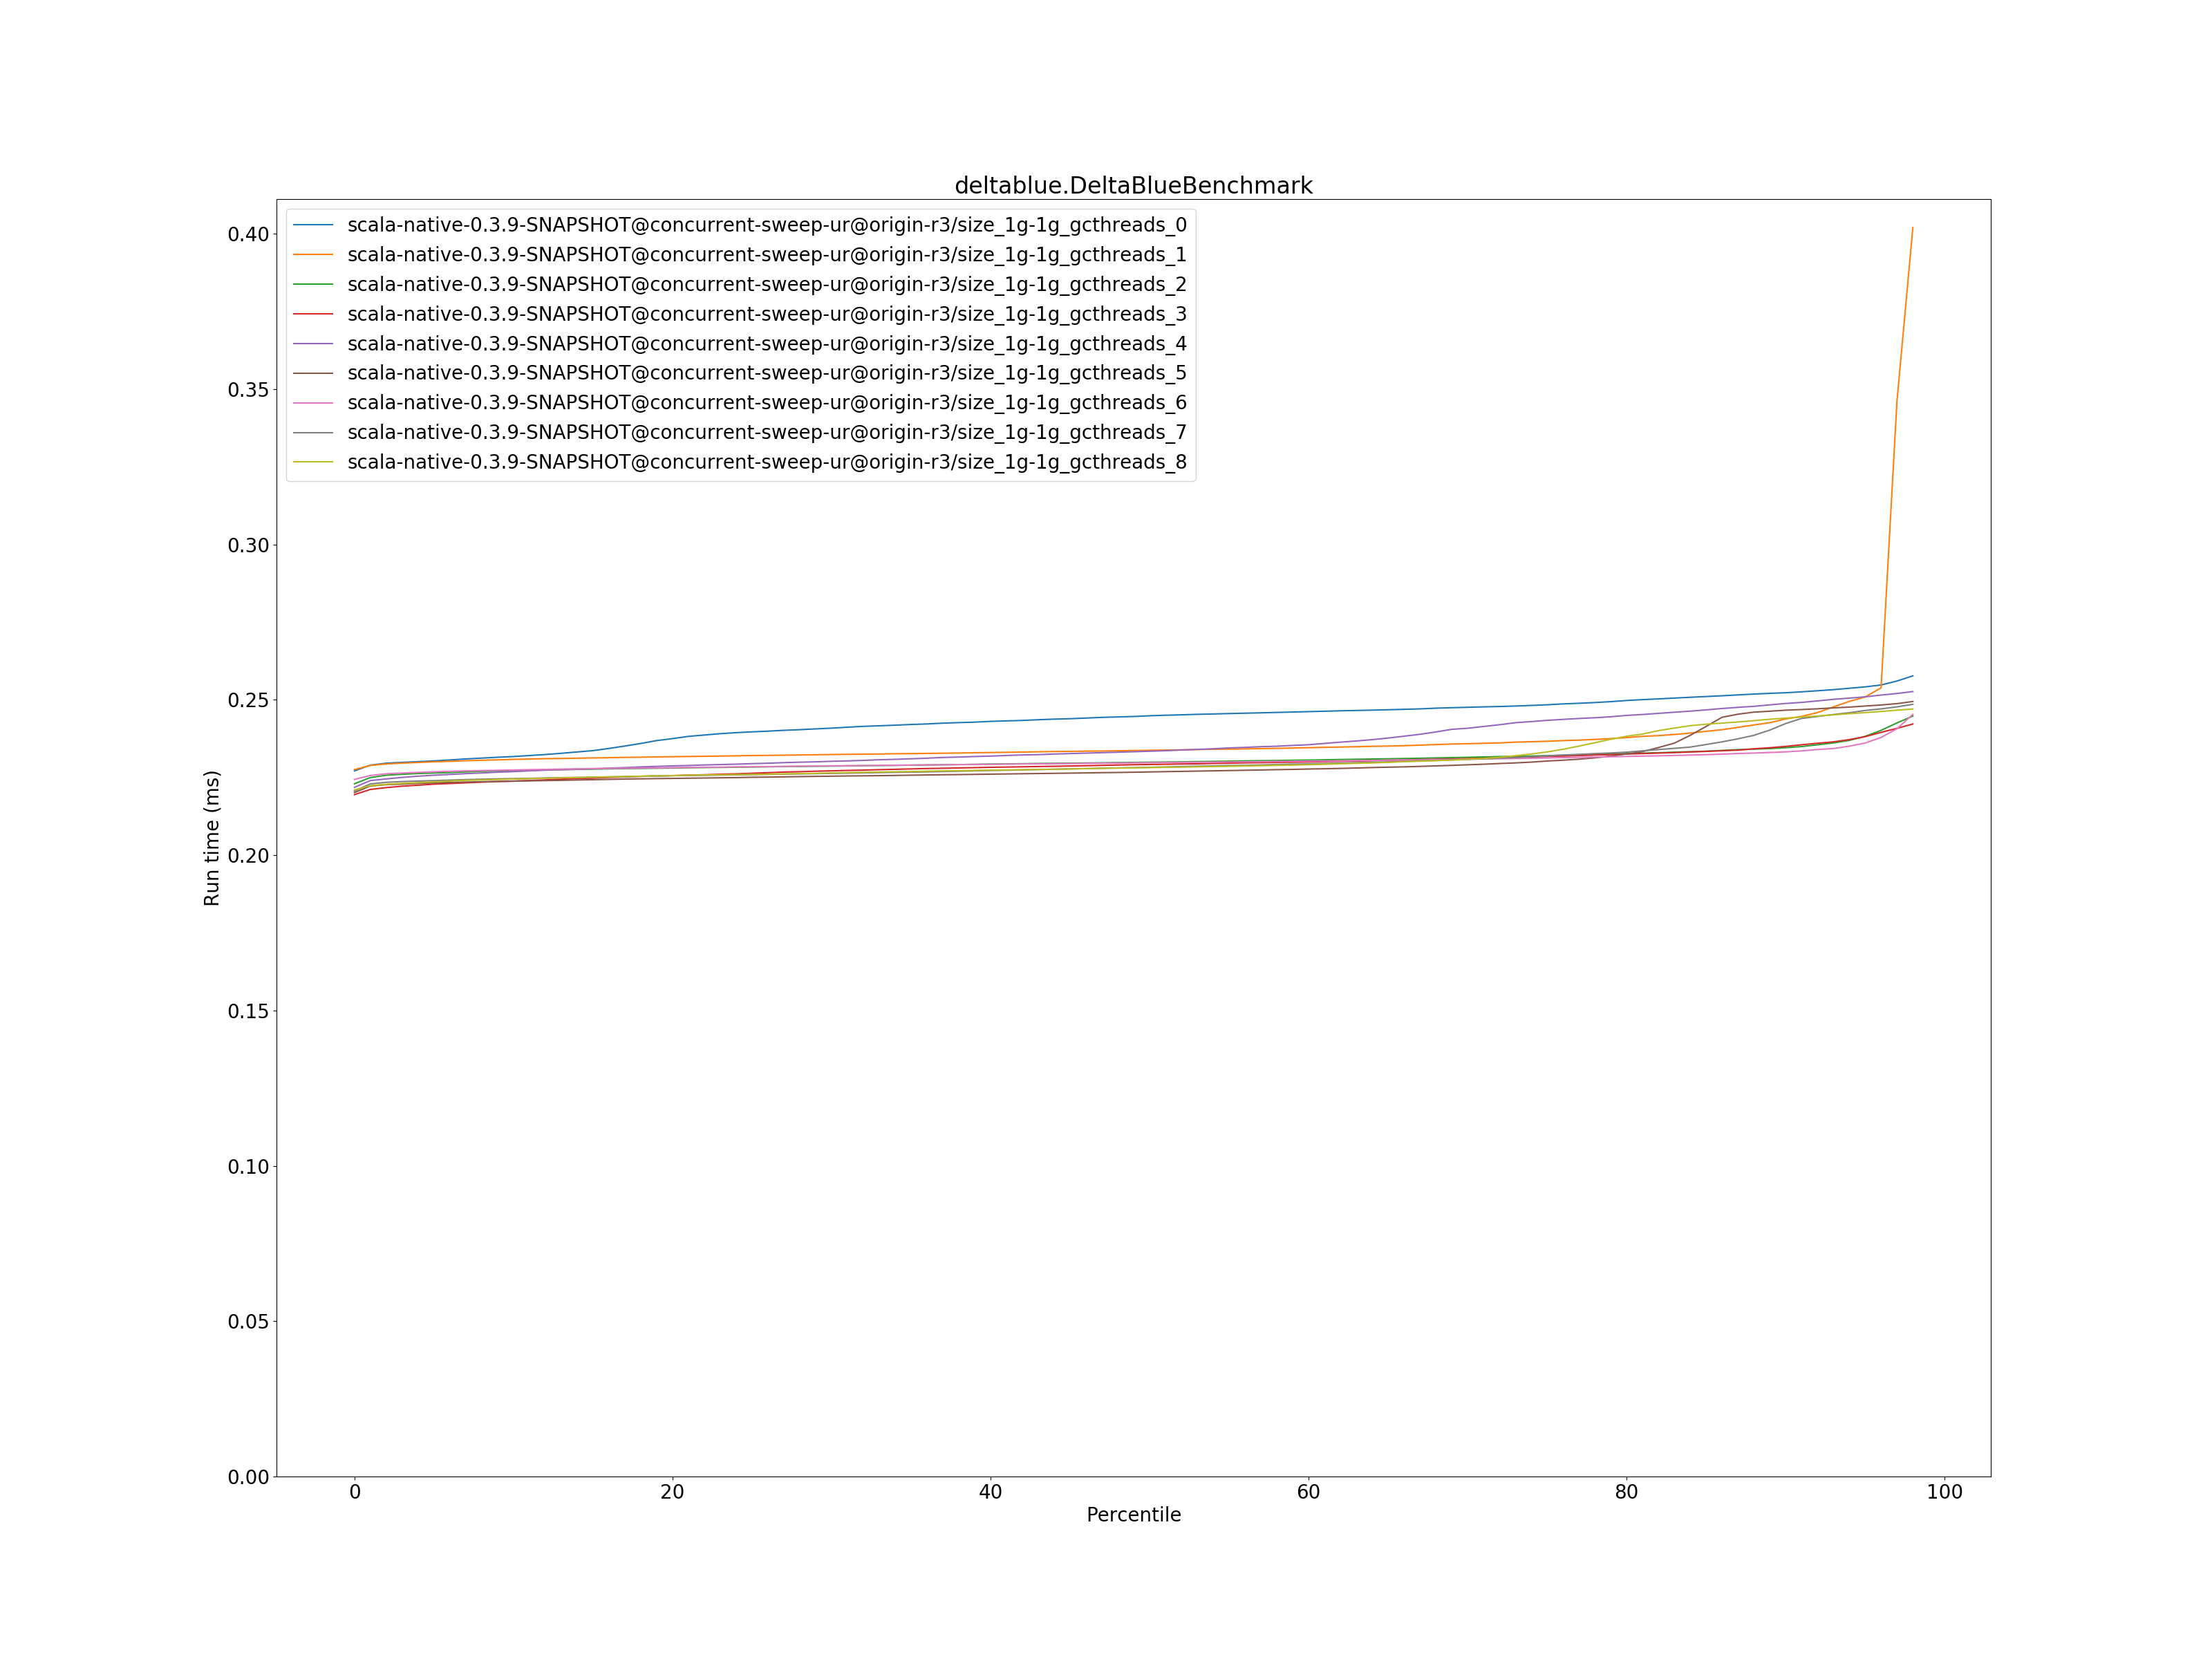 deltablue.DeltaBlueBenchmark
scala-native-0.3.9-SNAPSHOT@concurrent-sweep-ur@origin-r3/size_1g-1g_gcthreads_0
scala-native-0.3.9-SNAPSHOT@concurrent-sweep-ur@origin-r3/size_1g-1g_gcthreads_1
scala-native-0.3.9-SNAPSHOT@concurrent-sweep-ur@origin-r3/size_1g-1g_gcthreads_2
scala-native-0.3.9-SNAPSHOT@concurrent-sweep-ur@origin-r3/size_1g-1g_gcthreads_3
scala-native-0.3.9-SNAPSHOT@concurrent-sweep-ur@origin-r3/size_1g-1g_gcthreads_4
scala-native-0.3.9-SNAPSHOT@concurrent-sweep-ur@origin-r3/size_1g-1g_gcthreads_5
scala-native-0.3.9-SNAPSHOT@concurrent-sweep-ur@origin-r3/size_1g-1g_gcthreads_6
scala-native-0.3.9-SNAPSHOT@concurrent-sweep-ur@origin-r3/size_1g-1g_gcthreads_7
scala-native-0.3.9-SNAPSHOT@concurrent-sweep-ur@origin-r3/size_1g-1g_gcthreads_8
0.40
0.35
0.30
0.25
0.20
0.15
0.10
0.05
0.00
Run time (ms)
0 20 40 60 80 100
Percentile